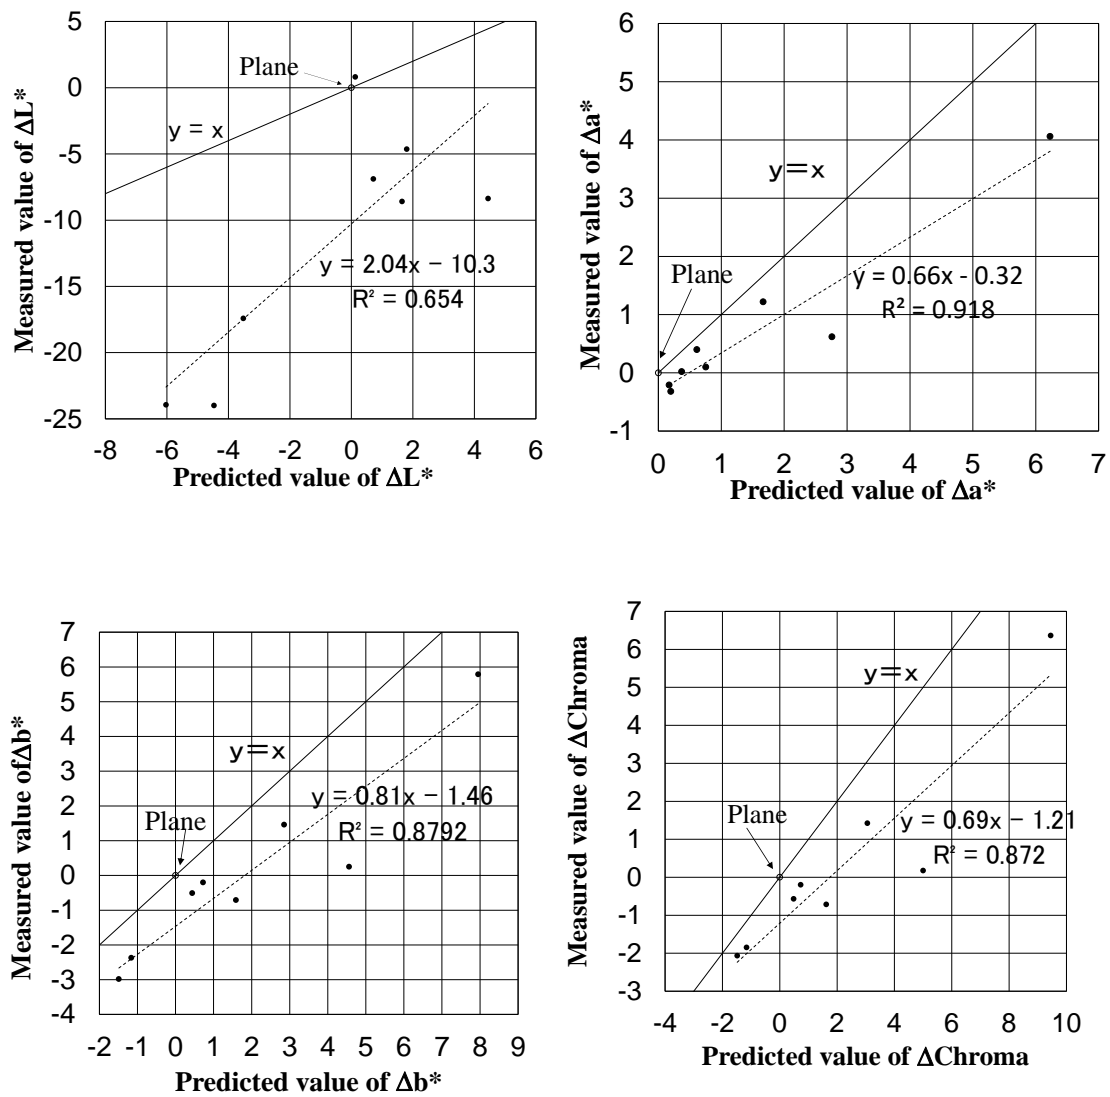 5
0
-5
-10
-15
-20
-25
Measured value of ΔL*
Plane
y = x
y = 2.04x − 10.3
R² = 0.654
-8 -6 -4 -2 0 2 4 6
Predicted value of ΔL*
6
5
4
3
2
1
0
-1
Measured value of Δa*
y＝x
Plane
y = 0.66x - 0.32
R² = 0.918
0 1 2 3 4 5 6 7
Predicted value of Δa*
7
6
5
4
3
2
1
0
-1
-2
-3
-4
Measured value ofΔb*
y＝x
Plane
y = 0.81x − 1.46
R² = 0.8792
-2 -1 0 1 2 3 4 5 6 7 8 9
Predicted value of Δb*
7
6
5
4
3
2
1
0
-1
-2
-3
Measured value of ΔChroma
y＝x
Plane
y = 0.69x − 1.21
R² = 0.872
-4 -2 0 2 4 6 8 10
Predicted value of ΔChroma